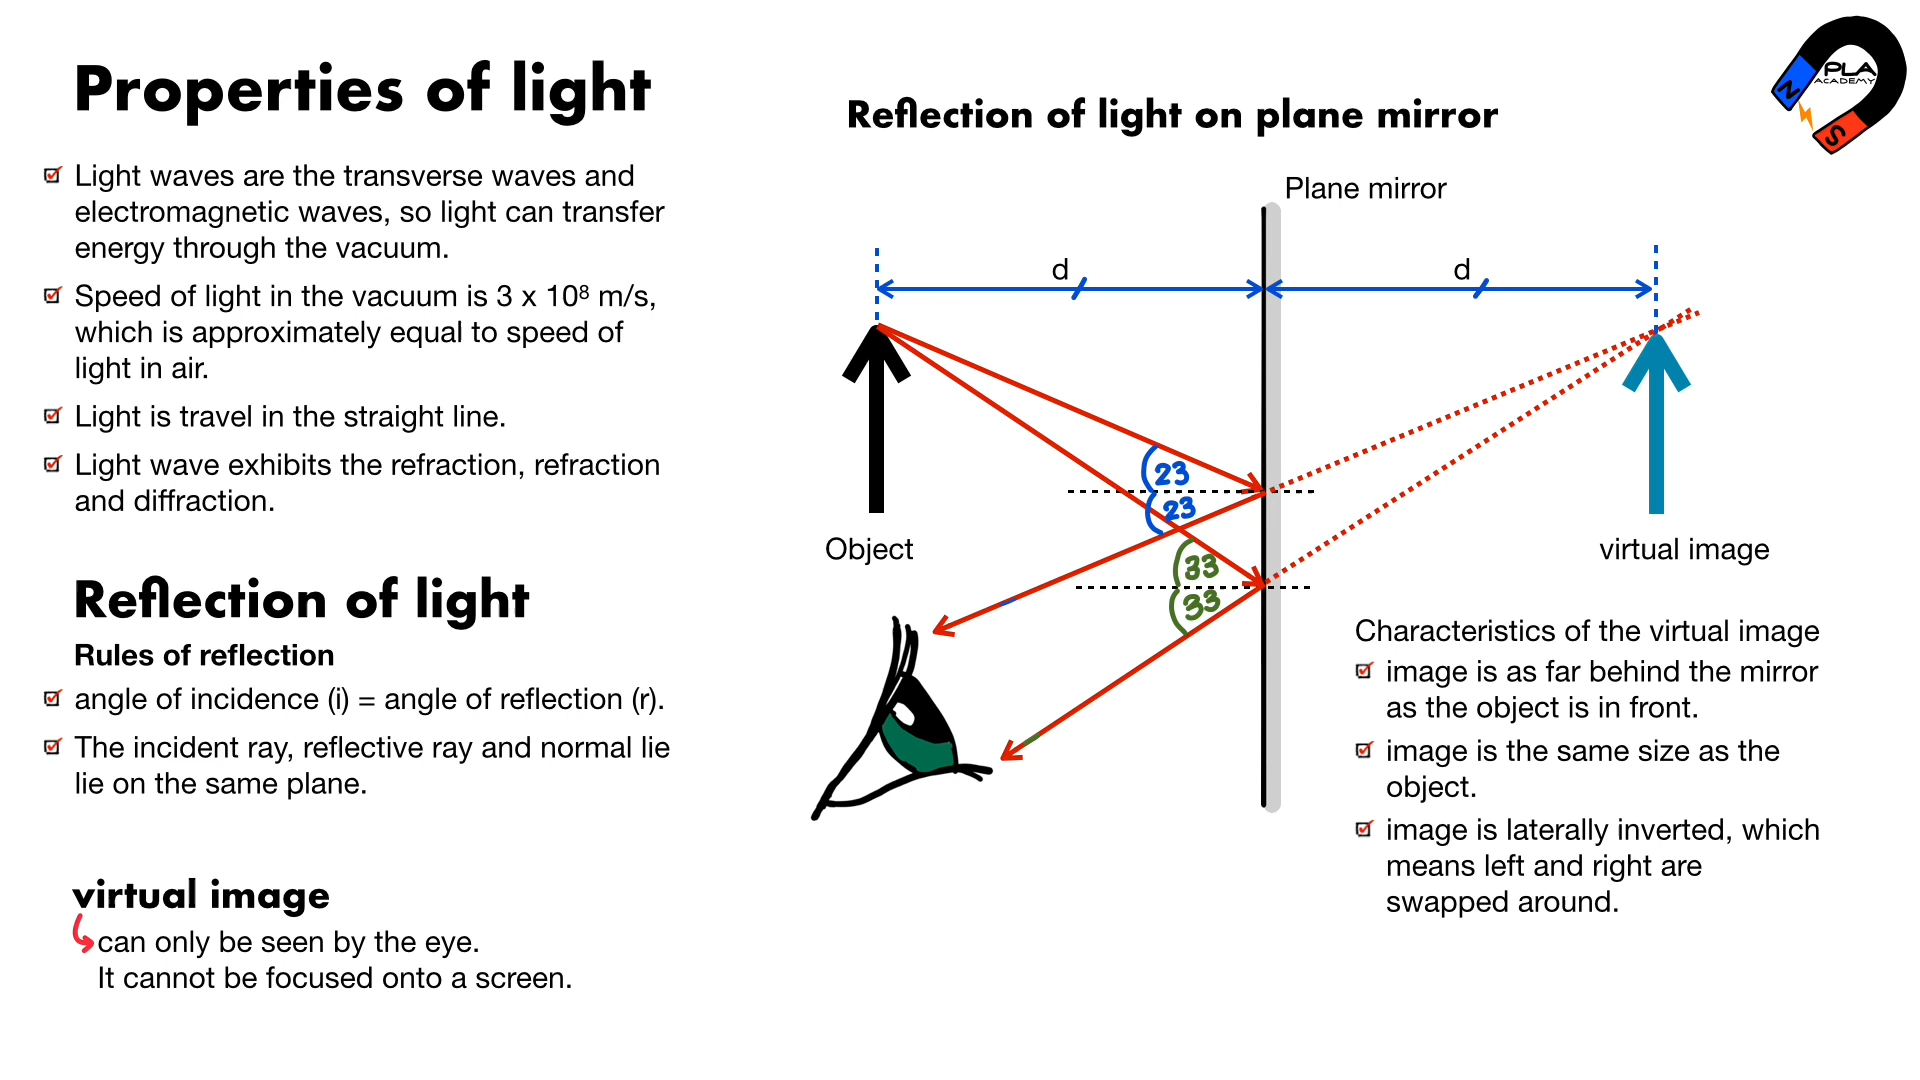 Properties of light
Light waves are the transverse waves and
electromagnetic waves, so light can transfer
energy through the vacuum.
Speed of light in the vacuum is 3 x 10⁸ m/s,
which is approximately equal to speed of
light in air.
Light is travel in the straight line.
Light wave exhibits the refraction, refraction
and diffraction.
Reflection of light
Rules of reflection
angle of incidence (i) = angle of reflection (r).
The incident ray, reflective ray and normal lie
lie on the same plane.
virtual image
can only be seen by the eye.
It cannot be focused onto a screen.
Reflection of light on plane mirror
Plane mirror
d
d
23
23
33
33
Object
virtual image
Characteristics of the virtual image
image is as far behind the mirror
as the object is in front.
image is the same size as the
object.
image is laterally inverted, which
means left and right are
swapped around.
PLA
ACADEMY
N
S